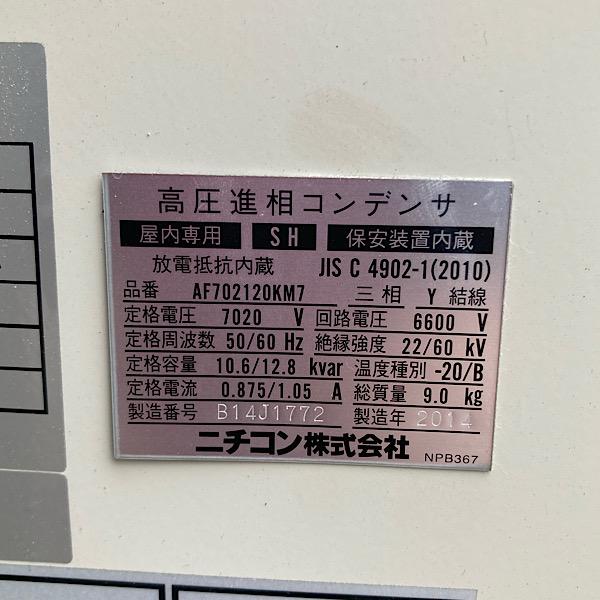 高圧進相コンデンサ
屋内専用 SH 保安装置内蔵
放電抵抗内蔵 JIS C 4902-1(2010)
品番 AF702120KM7 三相 Y 結線
定格電圧 7020 V 回路電圧 6600 V
定格周波数 50/60 Hz 絶縁強度 22/60 kV
定格容量 10.6/12.8 kvar 温度種別 -20/B
定格電流 0.875/1.05 A 総質量 9.0 kg
製造番号 B14J1772 製造年 2014
ニチコン株式会社 NPB367